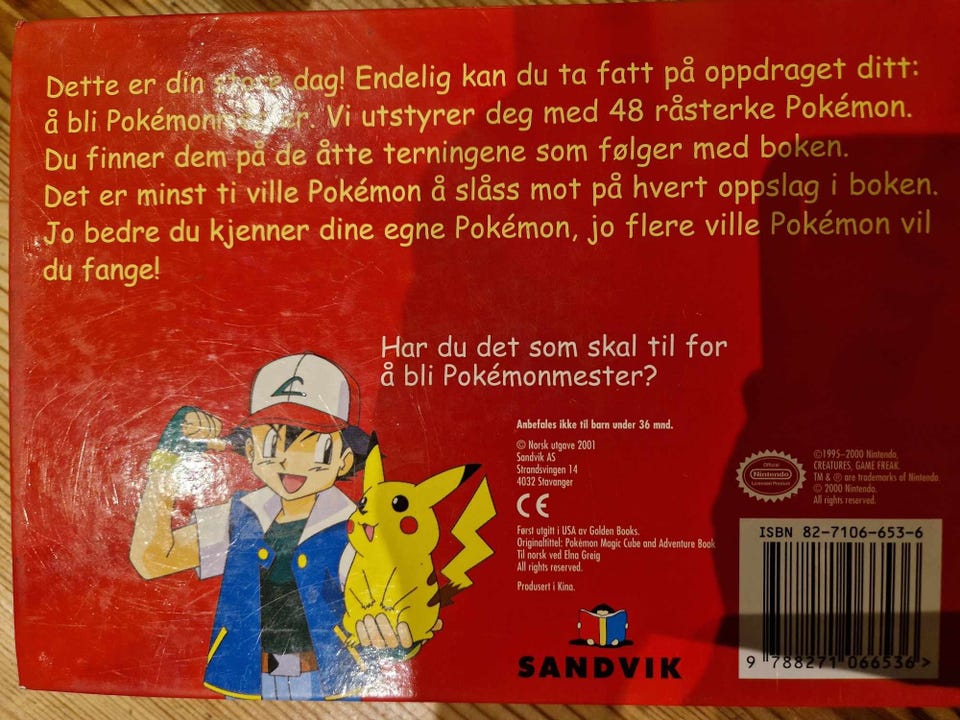 Dette er din store dag! Endelig kan du ta fatt på oppdraget ditt:
å bli Pokémonmester. Vi utstyrer deg med 48 råsterke Pokémon.
Du finner dem på de åtte terningene som følger med boken.
Det er minst ti ville Pokémon å slåss mot på hvert oppslag i boken.
Jo bedre du kjenner dine egne Pokémon, jo flere ville Pokémon vil
du fange!
Har du det som skal til for
å bli Pokémonmester?
Anbefales ikke til barn under 36 mnd.
© Norsk utgave 2001
Sandvik AS
Strandsvingen 14
4032 Stavanger
CE
Først utgitt i USA av Golden Books.
Originaltittel: Pokémon Magic Cube and Adventure Book
Til norsk ved Elna Greig
All rights reserved.
Produsert i Kina.
SANDVIK
Official
Nintendo
Licensed Product
©1995–2000 Nintendo,
CREATURES, GAME FREAK.
TM & ® are trademarks of Nintendo.
© 2000 Nintendo.
All rights reserved.
ISBN 82-7106-653-6
9 788271 066536 >